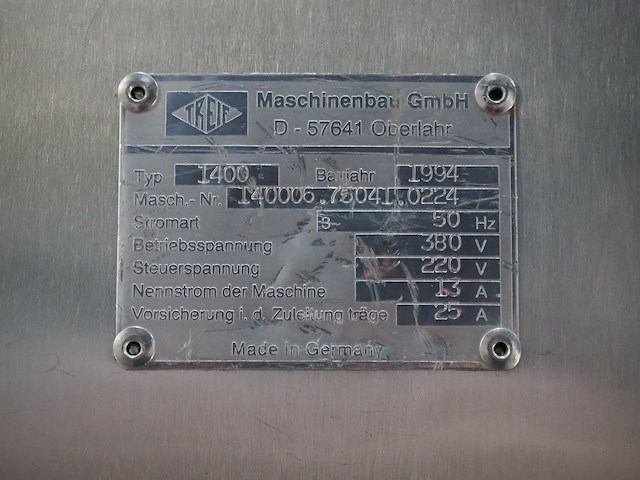 TREIF Maschinenbau GmbH
D - 57641 Oberlahr
Typ 1400 Baujahr 1994
Masch.- Nr. 140006.75041.0224
Stromart 3~ 50 Hz
Betriebsspannung 380 V
Steuerspannung 220 V
Nennstrom der Maschine 13 A
Vorsicherung i. d. Zuleitung träge 25 A
Made in Germany